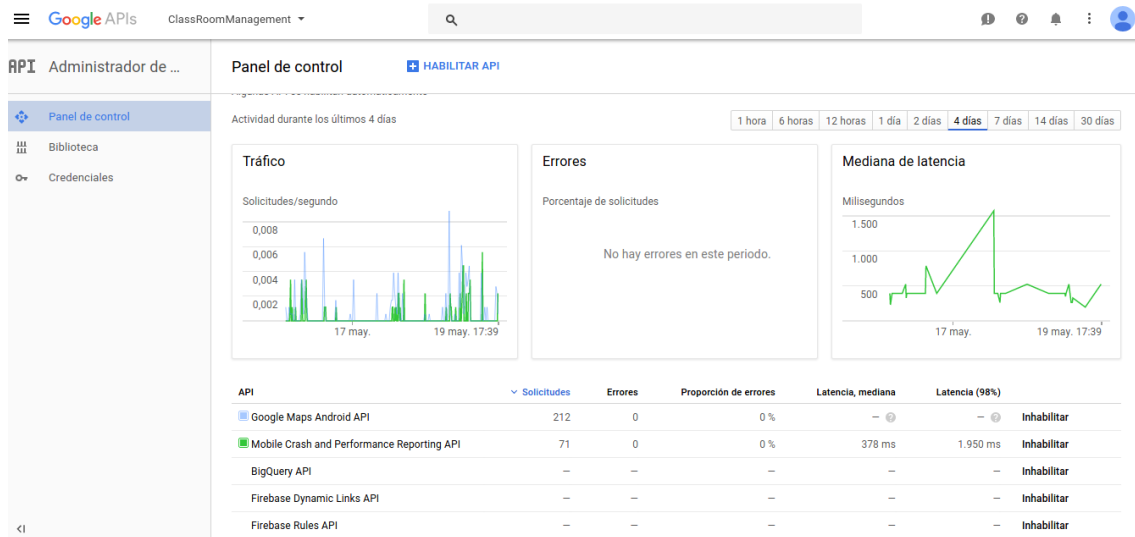 Google APIs ClassRoomManagement
API Administrador de ... Panel de control HABILITAR API
Panel de control
Biblioteca
Credenciales
Actividad durante los últimos 4 días
1 hora 6 horas 12 horas 1 día 2 días 4 días 7 días 14 días 30 días
Tráfico
Solicitudes/segundo
0,008
0,006
0,004
0,002
17 may. 19 may. 17:39
Errores
Porcentaje de solicitudes
No hay errores en este periodo.
Mediana de latencia
Milisegundos
1.500
1.000
500
17 may. 19 may. 17:39
API Solicitudes Errores Proporción de errores Latencia, mediana Latencia (98%)
Google Maps Android API 212 0 0 % – – Inhabilitar
Mobile Crash and Performance Reporting API 71 0 0 % 378 ms 1.950 ms Inhabilitar
BigQuery API – – – – – Inhabilitar
Firebase Dynamic Links API – – – – – Inhabilitar
Firebase Rules API – – – – – Inhabilitar